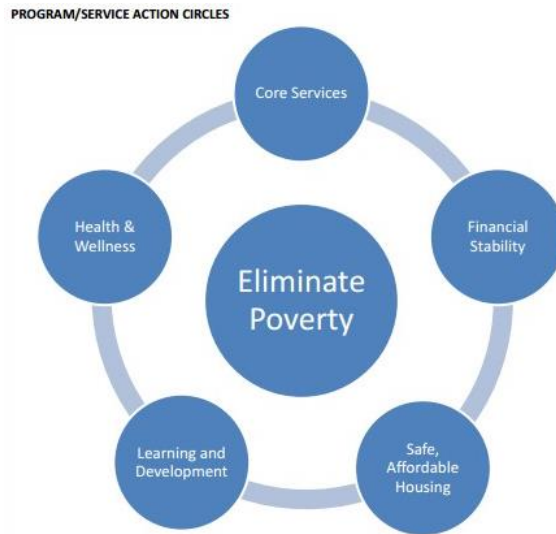 PROGRAM/SERVICE ACTION CIRCLES
Core Services
Health &
Wellness
Financial
Stability
Eliminate
Poverty
Learning and
Development
Safe,
Affordable
Housing